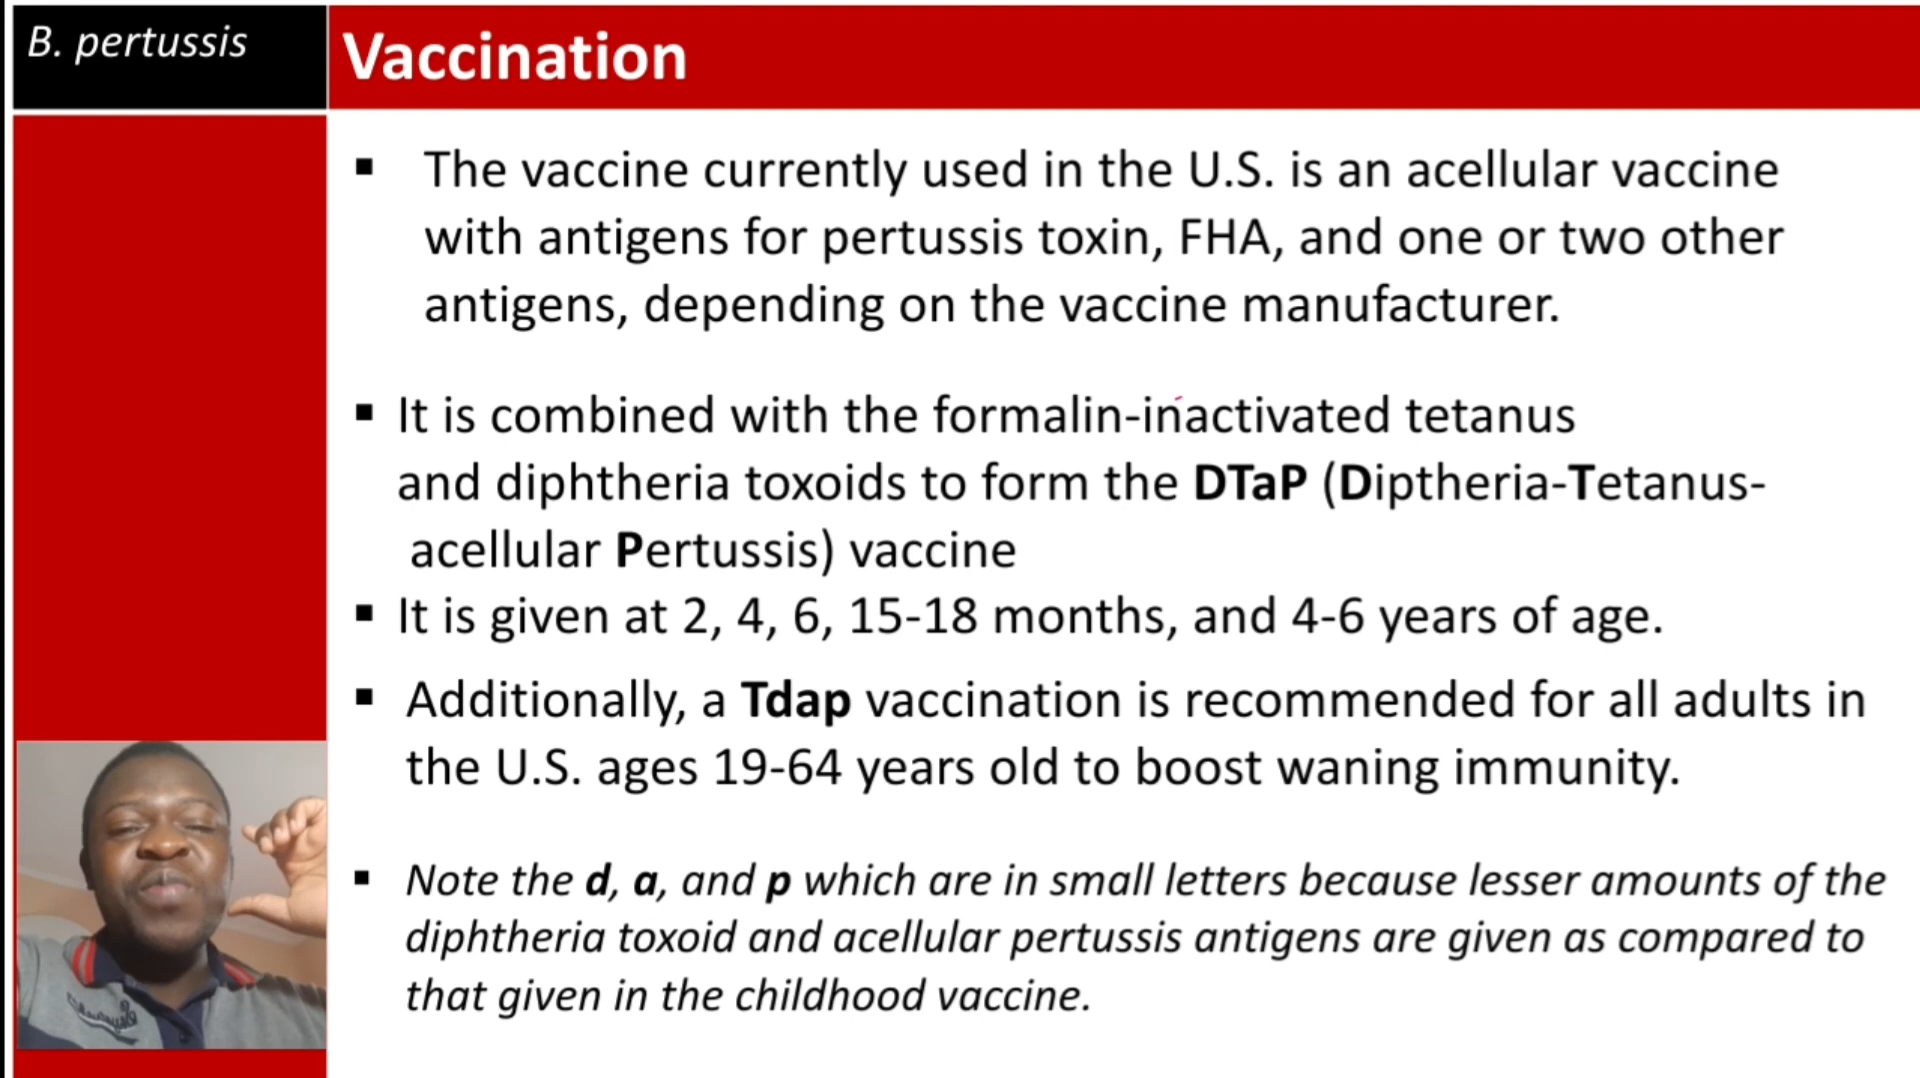 B. pertussis
Vaccination
▪ The vaccine currently used in the U.S. is an acellular vaccine
with antigens for pertussis toxin, FHA, and one or two other
antigens, depending on the vaccine manufacturer.
▪ It is combined with the formalin-inactivated tetanus
and diphtheria toxoids to form the DTaP (Diptheria-Tetanus-
acellular Pertussis) vaccine
▪ It is given at 2, 4, 6, 15-18 months, and 4-6 years of age.
▪ Additionally, a Tdap vaccination is recommended for all adults in
the U.S. ages 19-64 years old to boost waning immunity.
▪ Note the d, a, and p which are in small letters because lesser amounts of the
diphtheria toxoid and acellular pertussis antigens are given as compared to
that given in the childhood vaccine.